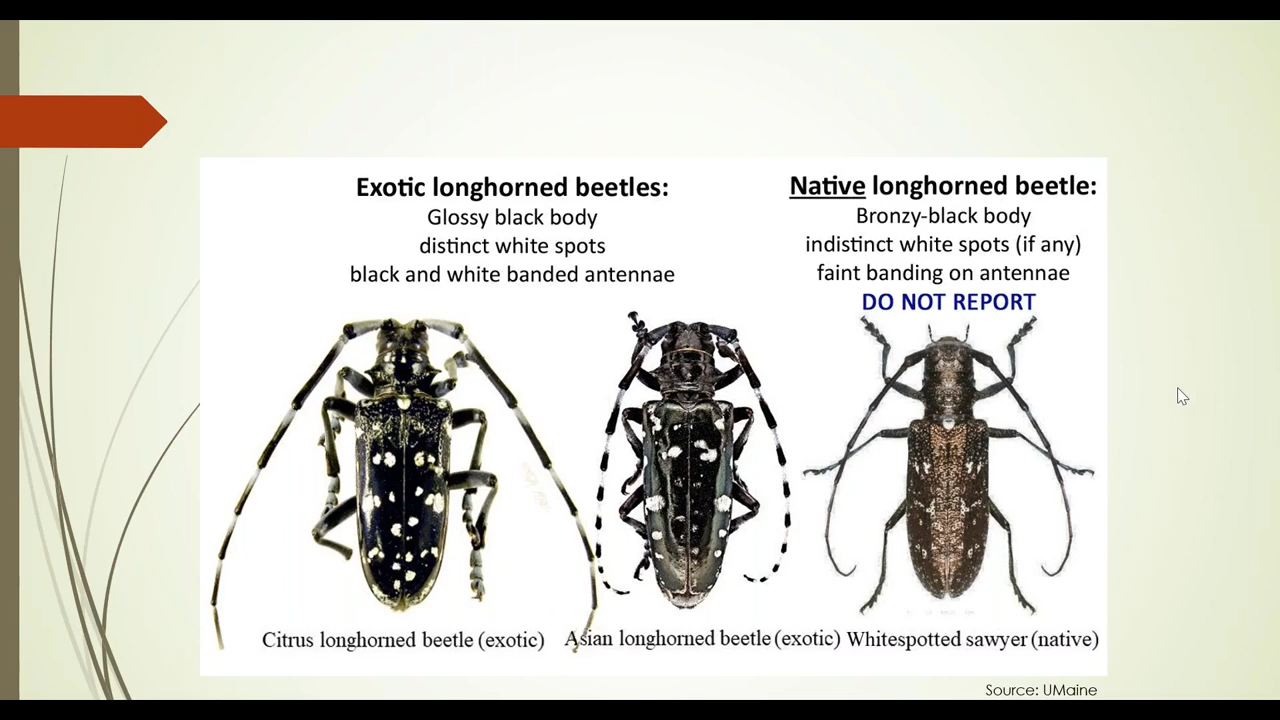 Exotic longhorned beetles:
Glossy black body
distinct white spots
black and white banded antennae
Native longhorned beetle:
Bronzy-black body
indistinct white spots (if any)
faint banding on antennae
DO NOT REPORT
Citrus longhorned beetle (exotic)
Asian longhorned beetle (exotic)
Whitespotted sawyer (native)
Source: UMaine